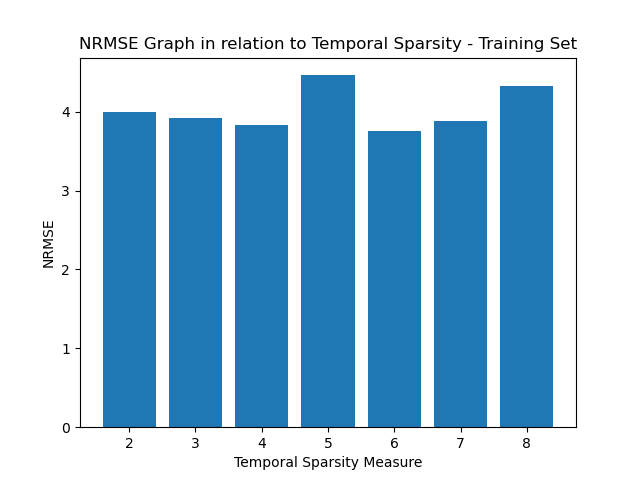 NRMSE Graph in relation to Temporal Sparsity - Training Set
4
3
2
1
0
NRMSE
2 3 4 5 6 7 8
Temporal Sparsity Measure